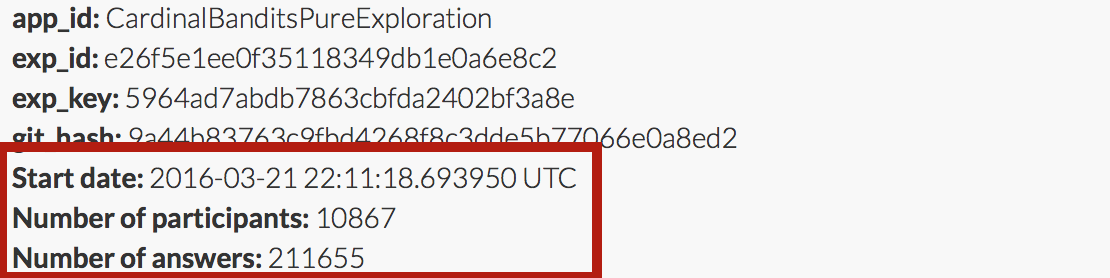 app_id: CardinalBanditsPureExploration
exp_id: e26f5e1ee0f35118349db1e0a6e8c2
exp_key: 5964ad7abdb7863cbfda2402bf3a8e
git_hash: 9a44b83763c9fbd4268f8c3dde5b77066e0a8ed2
Start date: 2016-03-21 22:11:18.693950 UTC
Number of participants: 10867
Number of answers: 211655